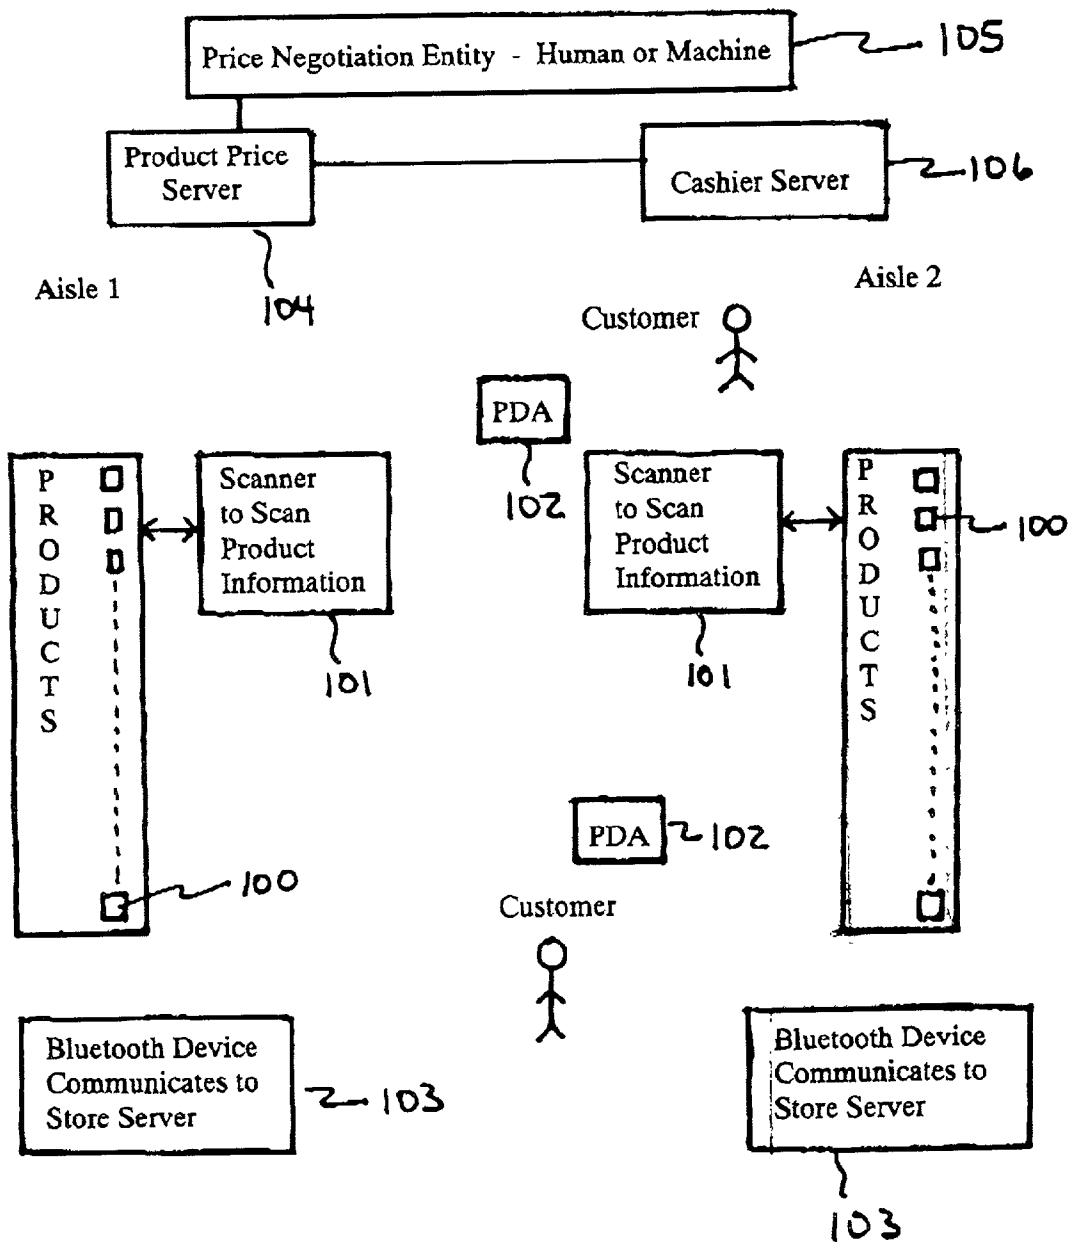 Price Negotiation Entity - Human or Machine
105
Product Price
Server
104
Cashier Server
106
Aisle 1
Aisle 2
Customer
PDA
102
P
R
O
D
U
C
T
S
Scanner
to Scan
Product
Information
101
Scanner
to Scan
Product
Information
101
P
R
O
D
U
C
T
S
100
100
PDA
102
Customer
Bluetooth Device
Communicates to
Store Server
103
Bluetooth Device
Communicates to
Store Server
103